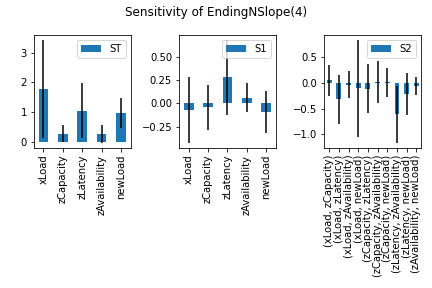 Sensitivity of EndingNSlope(4)
ST
3
2
1
0
xLoad
zCapacity
zLatency
zAvailability
newLoad
S1
0.50
0.25
0.00
−0.25
xLoad
zCapacity
zLatency
zAvailability
newLoad
S2
0.5
0.0
−0.5
−1.0
(xLoad, zCapacity)
(xLoad, zLatency)
(xLoad, zAvailability)
(xLoad, newLoad)
(zCapacity, zLatency)
(zCapacity, zAvailability)
(zCapacity, newLoad)
(zLatency, zAvailability)
(zLatency, newLoad)
(zAvailability, newLoad)